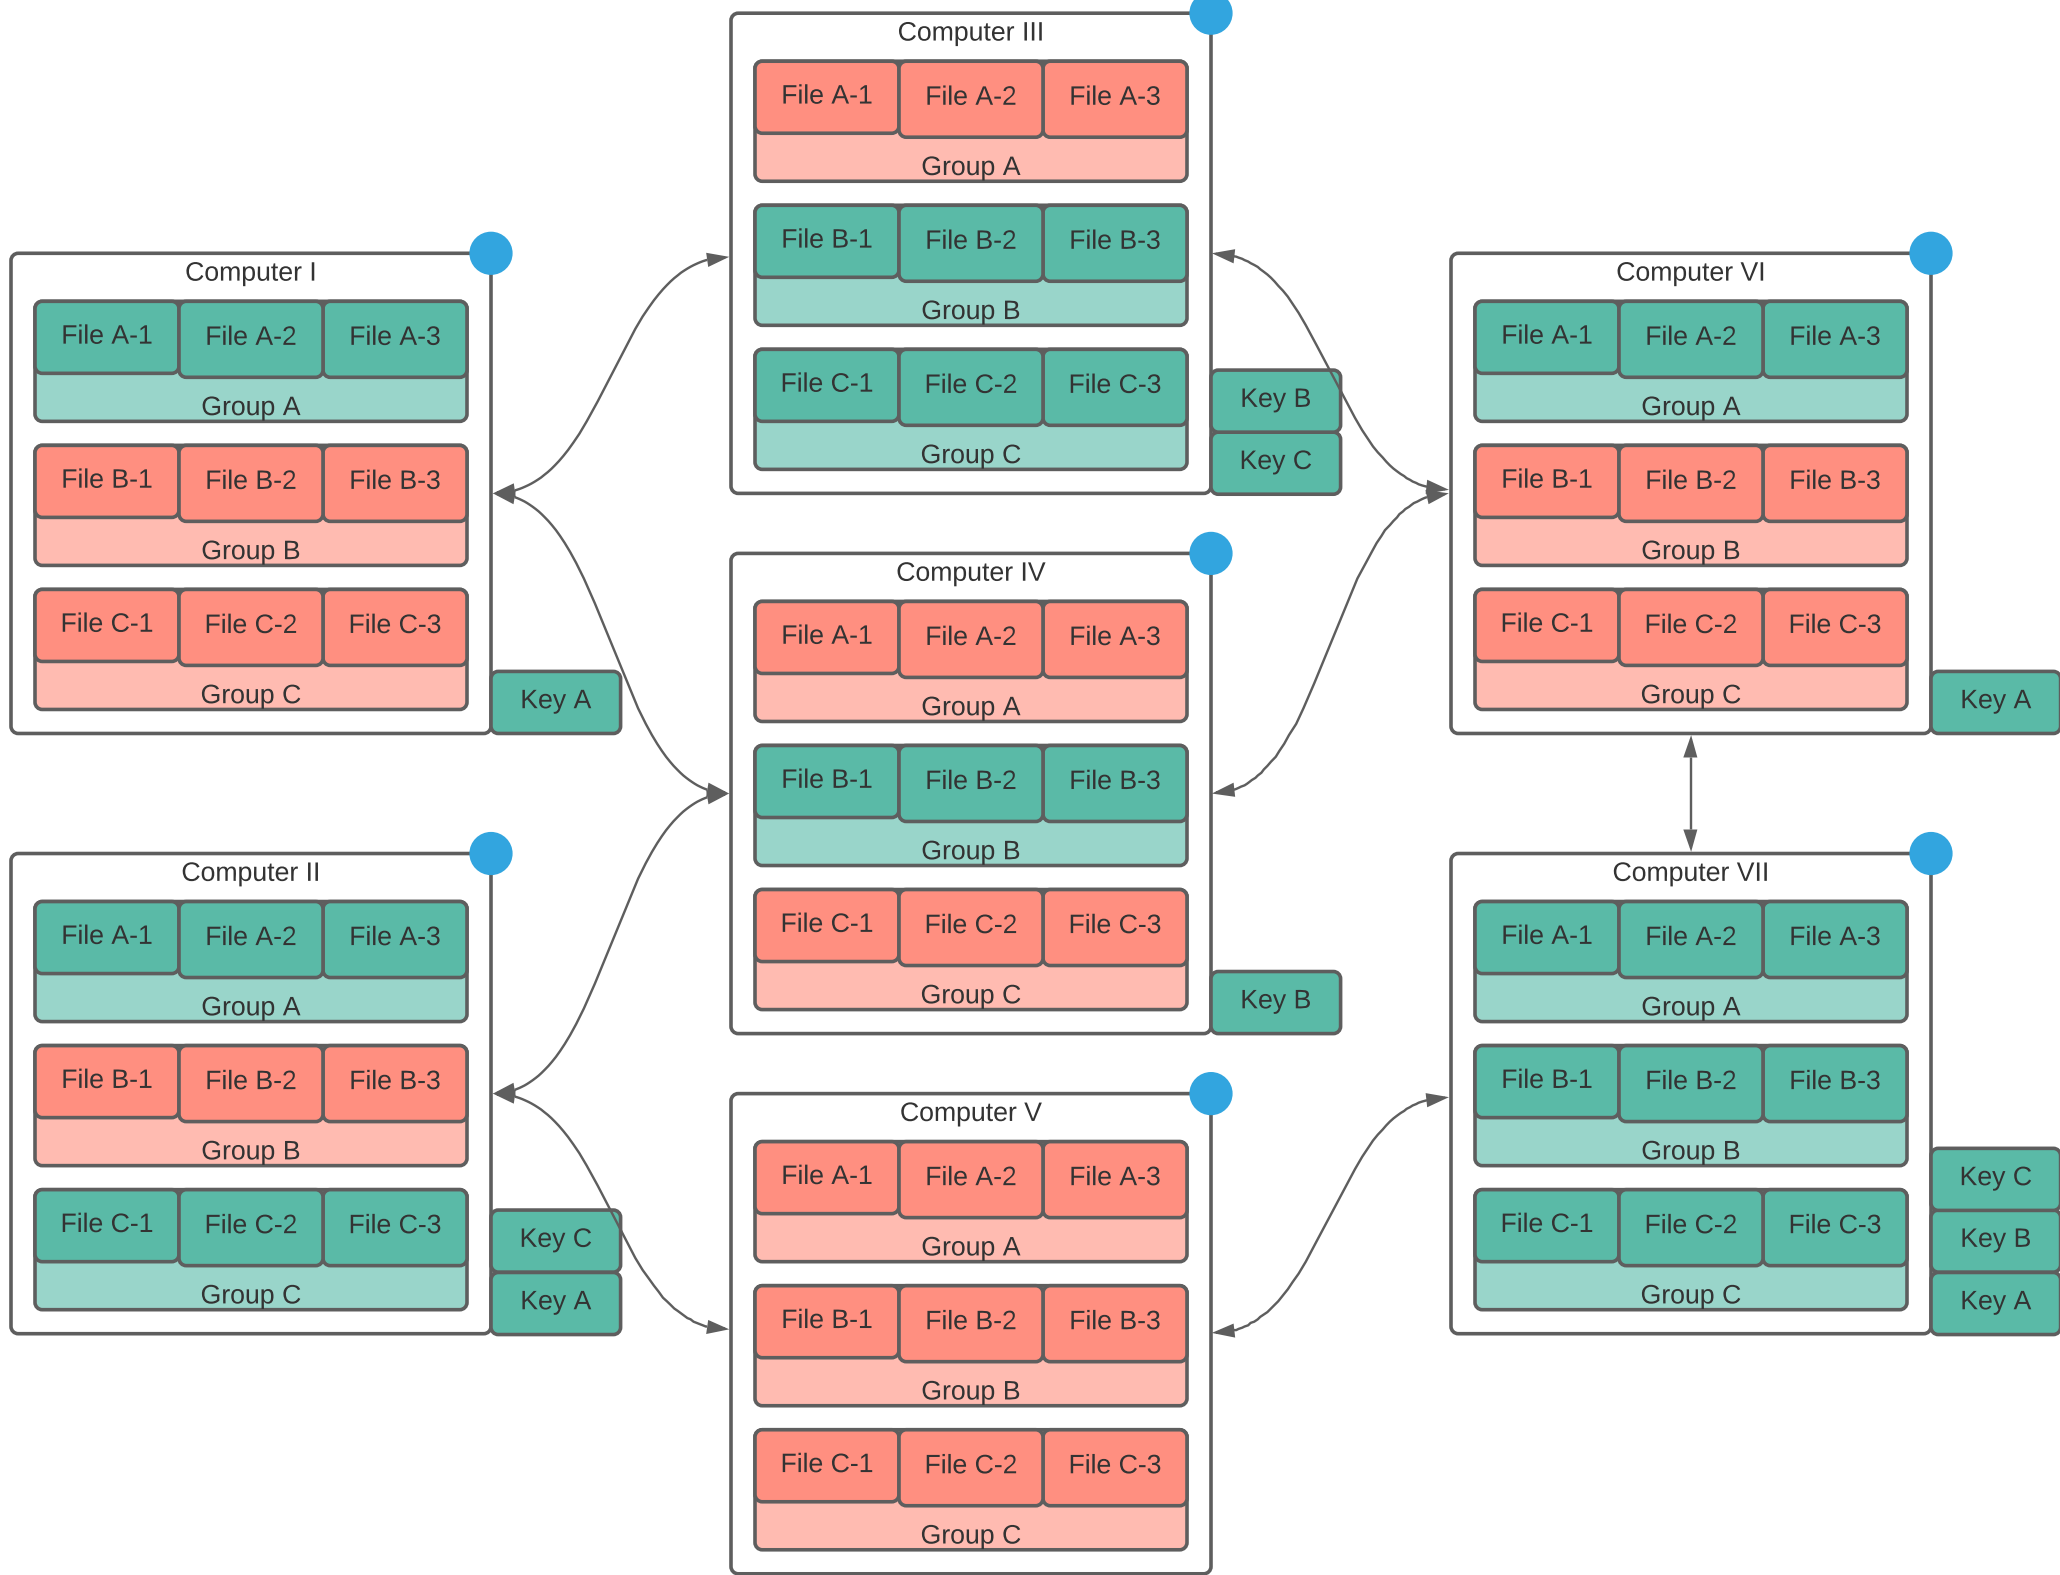 Computer I
File A-1 File A-2 File A-3
Group A
File B-1 File B-2 File B-3
Group B
File C-1 File C-2 File C-3
Group C
Key A
Computer II
File A-1 File A-2 File A-3
Group A
File B-1 File B-2 File B-3
Group B
File C-1 File C-2 File C-3
Group C
Key C
Key A
Computer III
File A-1 File A-2 File A-3
Group A
File B-1 File B-2 File B-3
Group B
File C-1 File C-2 File C-3
Group C
Key B
Key C
Computer IV
File A-1 File A-2 File A-3
Group A
File B-1 File B-2 File B-3
Group B
File C-1 File C-2 File C-3
Group C
Key B
Computer V
File A-1 File A-2 File A-3
Group A
File B-1 File B-2 File B-3
Group B
File C-1 File C-2 File C-3
Group C
Computer VI
File A-1 File A-2 File A-3
Group A
File B-1 File B-2 File B-3
Group B
File C-1 File C-2 File C-3
Group C
Key A
Computer VII
File A-1 File A-2 File A-3
Group A
File B-1 File B-2 File B-3
Group B
File C-1 File C-2 File C-3
Group C
Key C
Key B
Key A